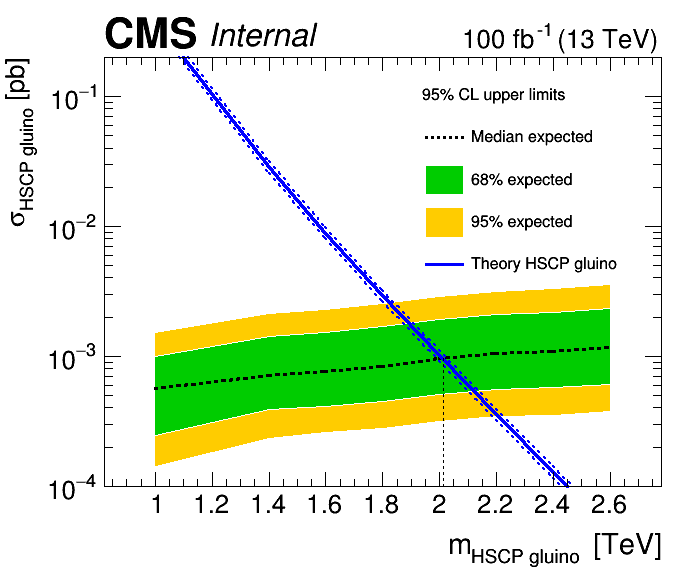 CMS Internal 100 fb⁻¹ (13 TeV)
σHSCP gluino [pb]
95% CL upper limits
Median expected
68% expected
95% expected
Theory HSCP gluino
10⁻¹
10⁻²
10⁻³
10⁻⁴
1 1.2 1.4 1.6 1.8 2 2.2 2.4 2.6
mHSCP gluino [TeV]